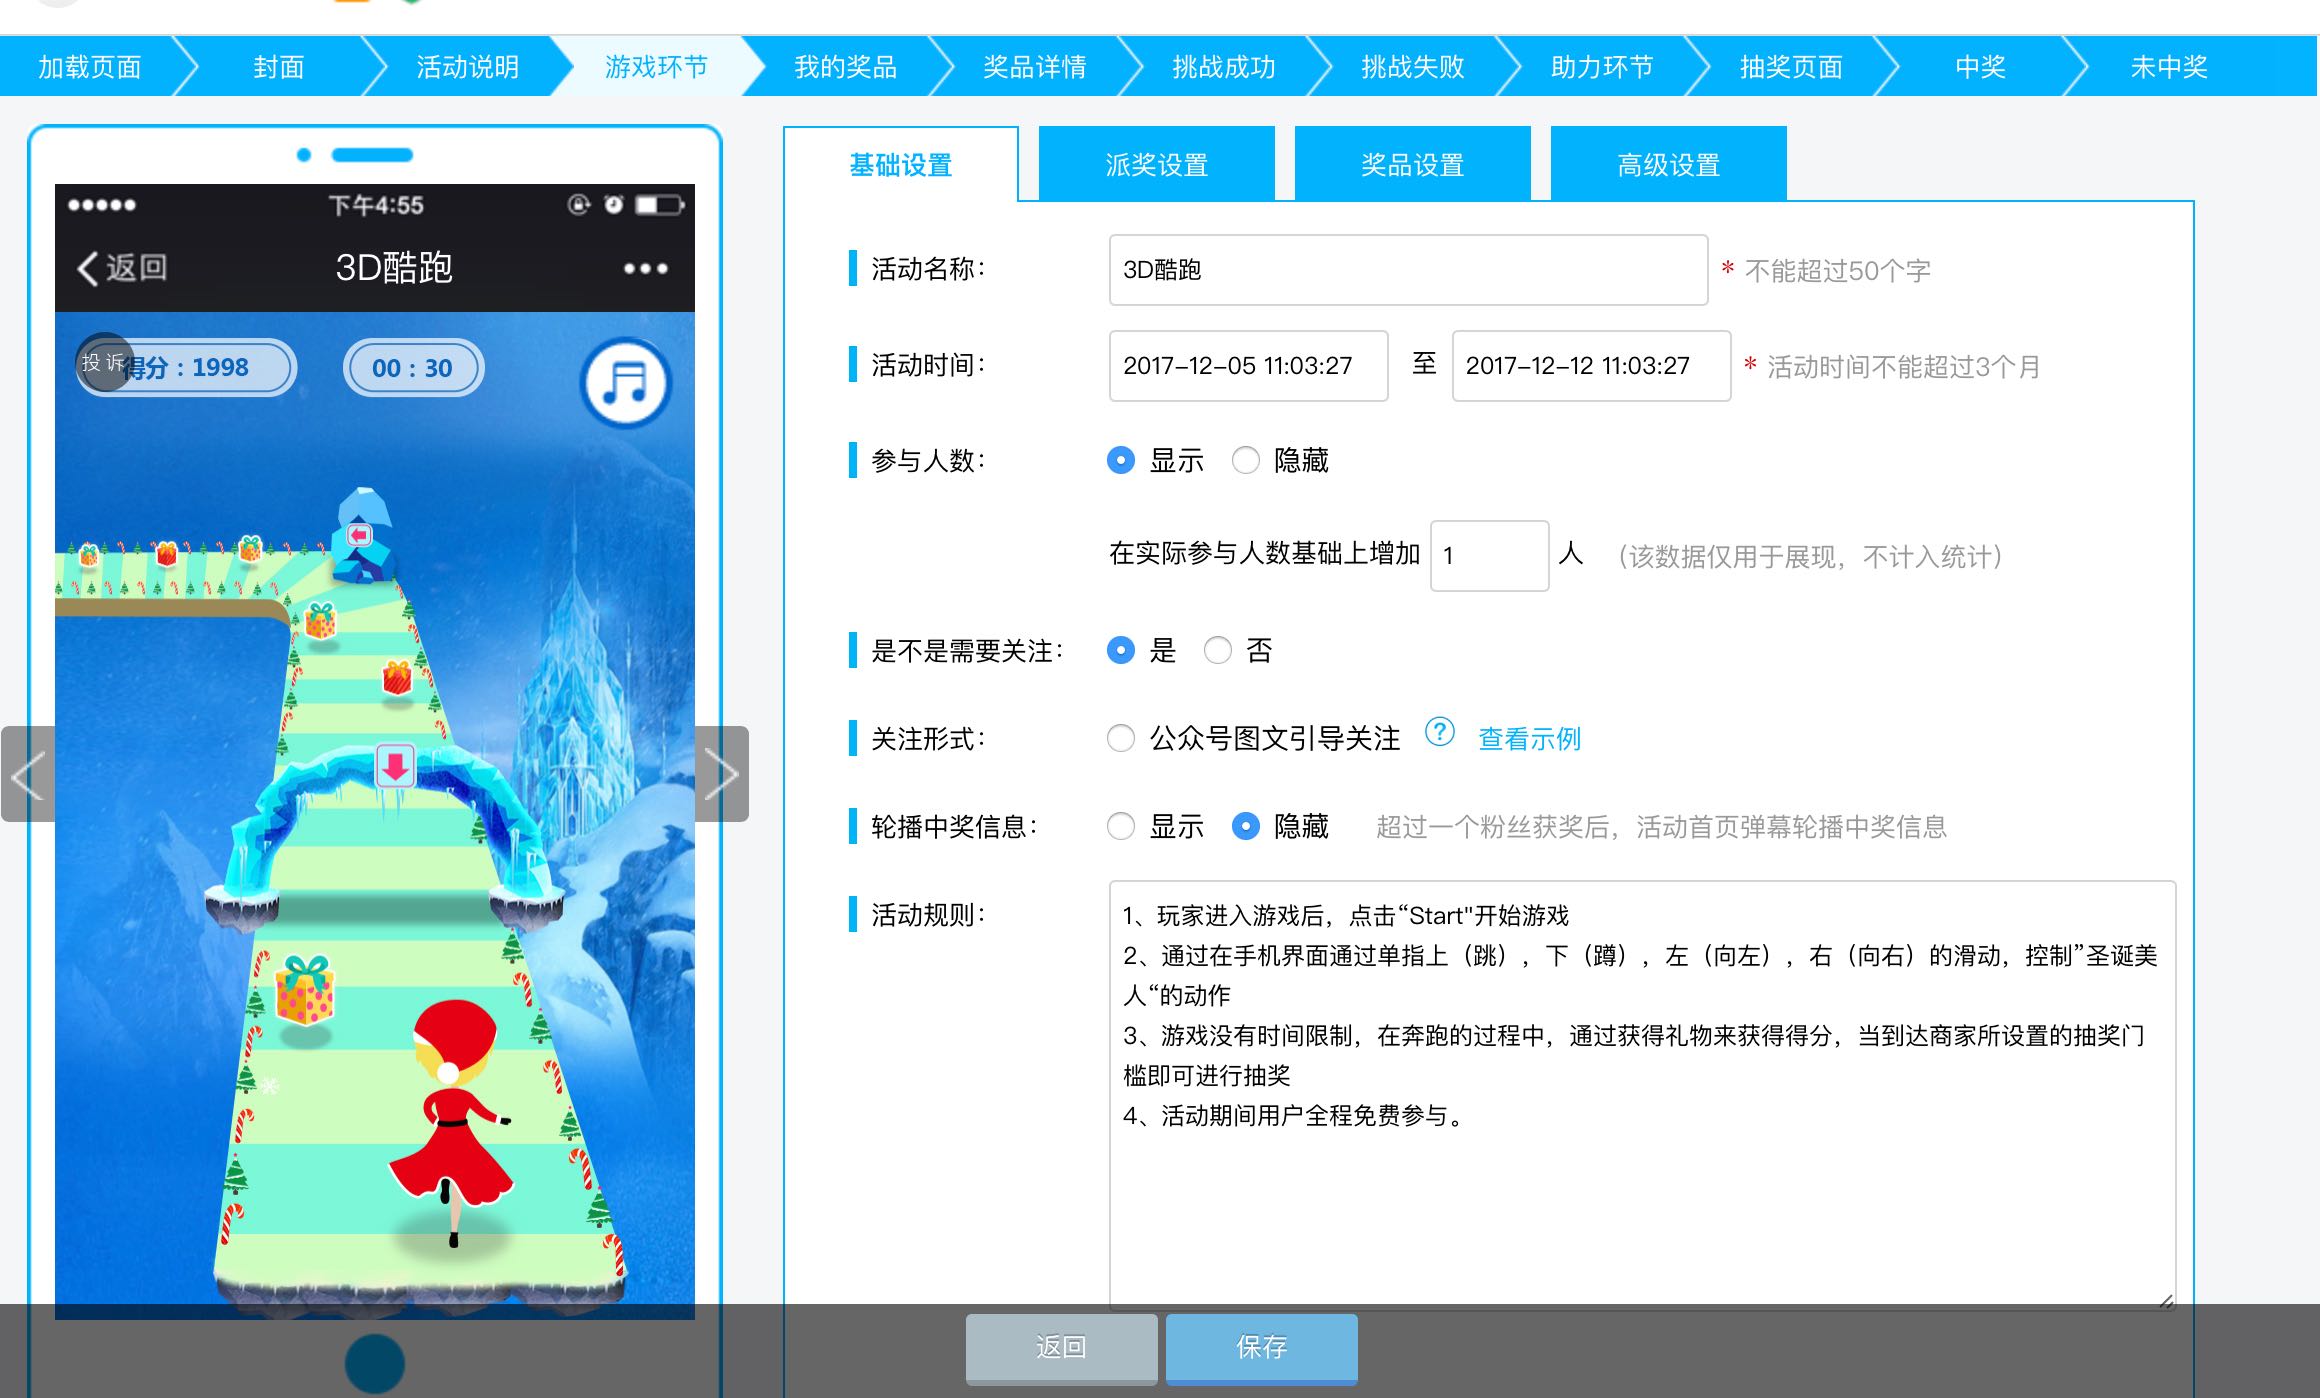 加载页面 封面 活动说明 游戏环节 我的奖品 奖品详情 挑战成功 挑战失败 助力环节 抽奖页面 中奖 未中奖
下午4:55
返回 3D酷跑
投诉 得分：1998 00：30
基础设置 派奖设置 奖品设置 高级设置
活动名称： 3D酷跑 * 不能超过50个字
活动时间： 2017-12-05 11:03:27 至 2017-12-12 11:03:27 * 活动时间不能超过3个月
参与人数： 显示 隐藏
在实际参与人数基础上增加 1 人 （该数据仅用于展现，不计入统计）
是不是需要关注： 是 否
关注形式： 公众号图文引导关注 ? 查看示例
轮播中奖信息： 显示 隐藏 超过一个粉丝获奖后，活动首页弹幕轮播中奖信息
活动规则： 1、玩家进入游戏后，点击“Start"开始游戏
2、通过在手机界面通过单指上（跳），下（蹲），左（向左），右（向右）的滑动，控制”圣诞美
人“的动作
3、游戏没有时间限制，在奔跑的过程中，通过获得礼物来获得得分，当到达商家所设置的抽奖门
槛即可进行抽奖
4、活动期间用户全程免费参与。
返回 保存